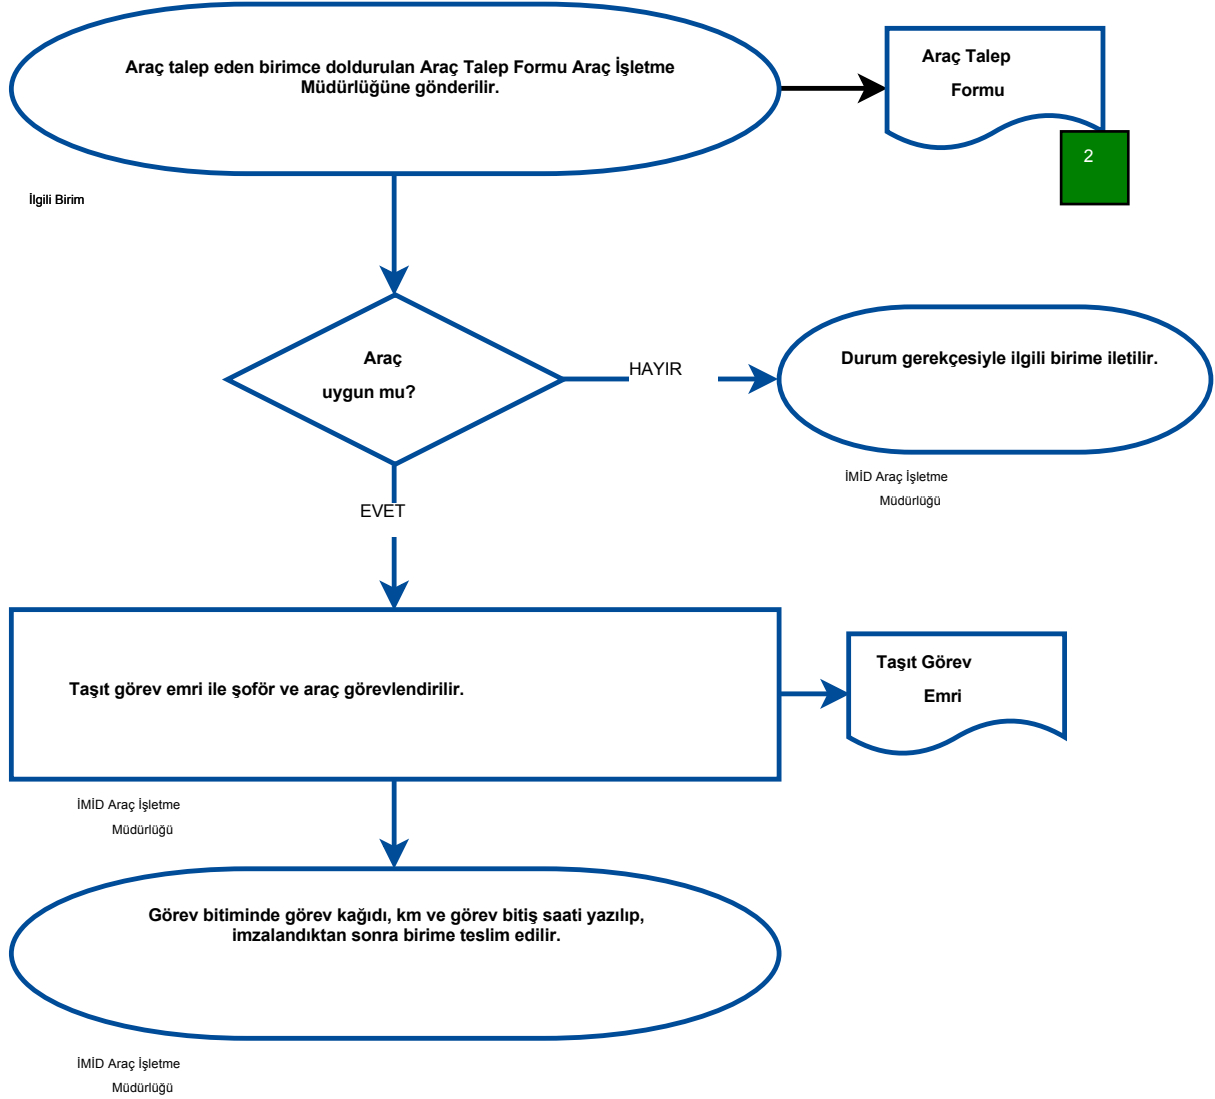 Araç talep eden birimce doldurulan Araç Talep Formu Araç İşletme
Müdürlüğüne gönderilir.
Araç Talep
Formu
2
İlgili Birim
Araç
uygun mu?
HAYIR
Durum gerekçesiyle ilgili birime iletilir.
İMİD Araç İşletme
Müdürlüğü
EVET
Taşıt görev emri ile şoför ve araç görevlendirilir.
Taşıt Görev
Emri
İMİD Araç İşletme
Müdürlüğü
Görev bitiminde görev kağıdı, km ve görev bitiş saati yazılıp,
imzalandıktan sonra birime teslim edilir.
İMİD Araç İşletme
Müdürlüğü